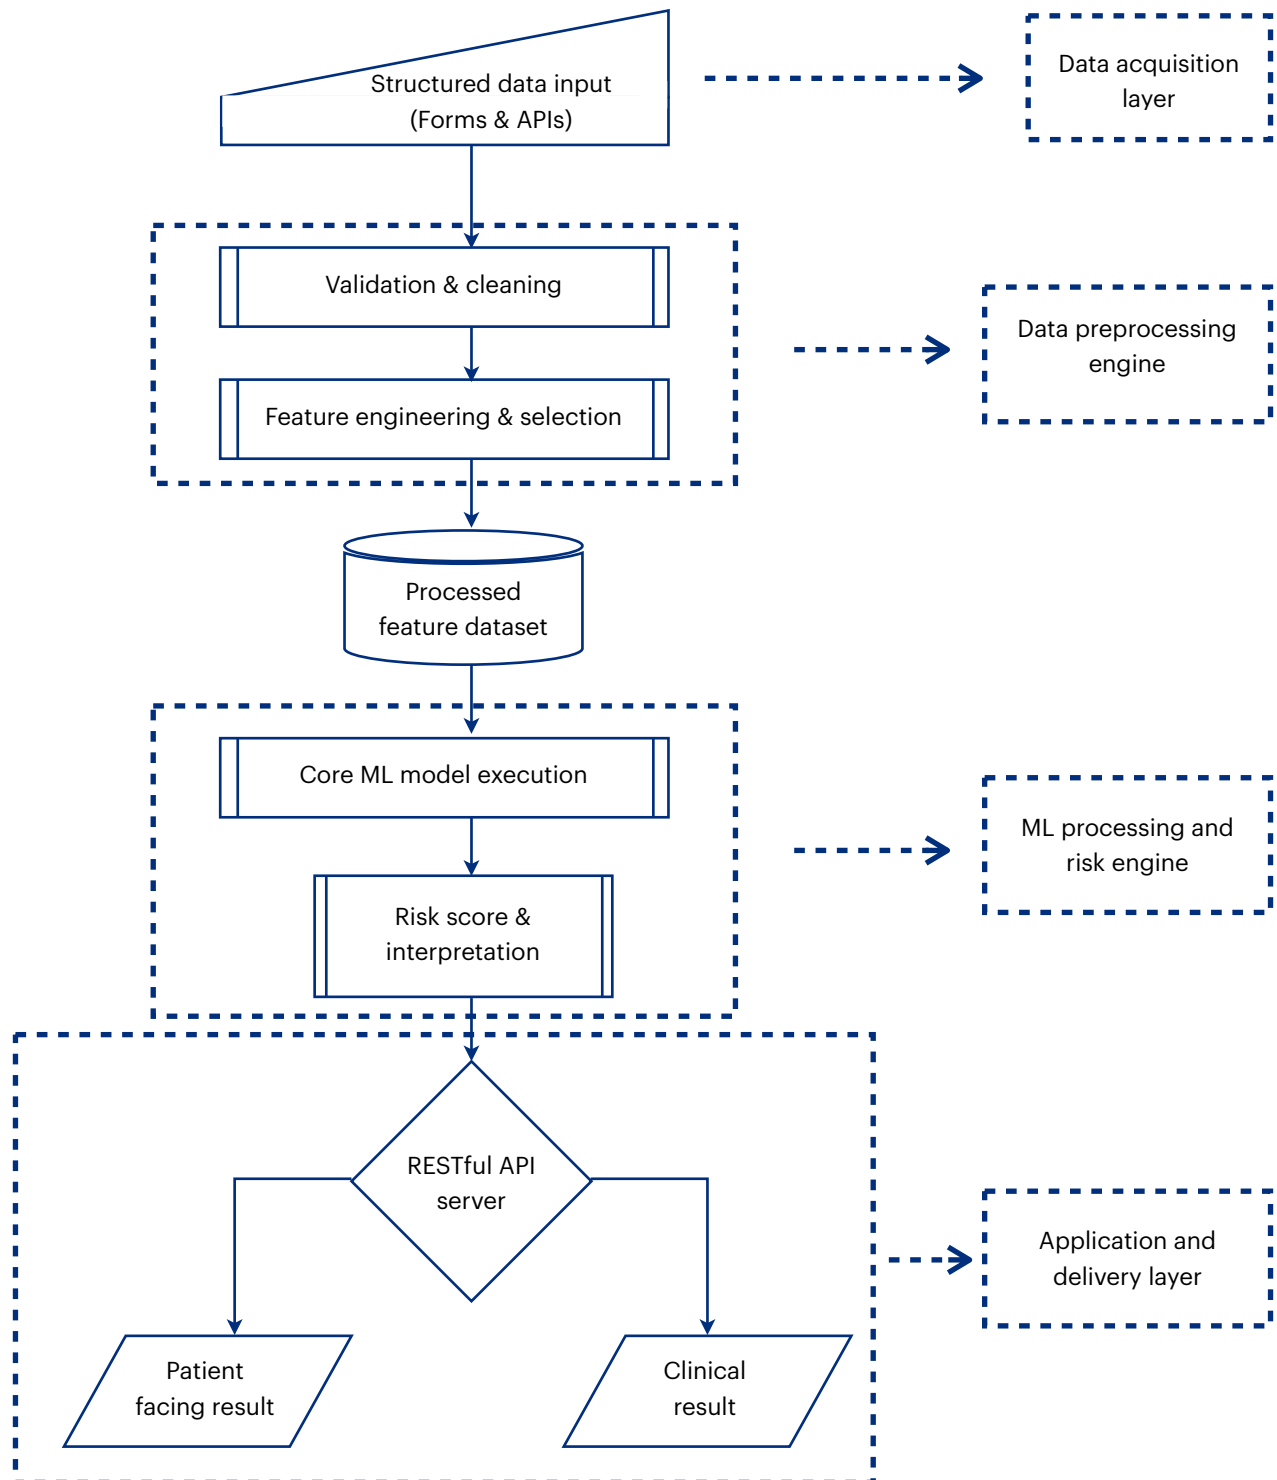 Structured data input
(Forms & APIs)
Data acquisition
layer
Validation & cleaning
Feature engineering & selection
Data preprocessing
engine
Processed
feature dataset
Core ML model execution
Risk score &
interpretation
ML processing and
risk engine
RESTful API
server
Application and
delivery layer
Patient
facing result
Clinical
result